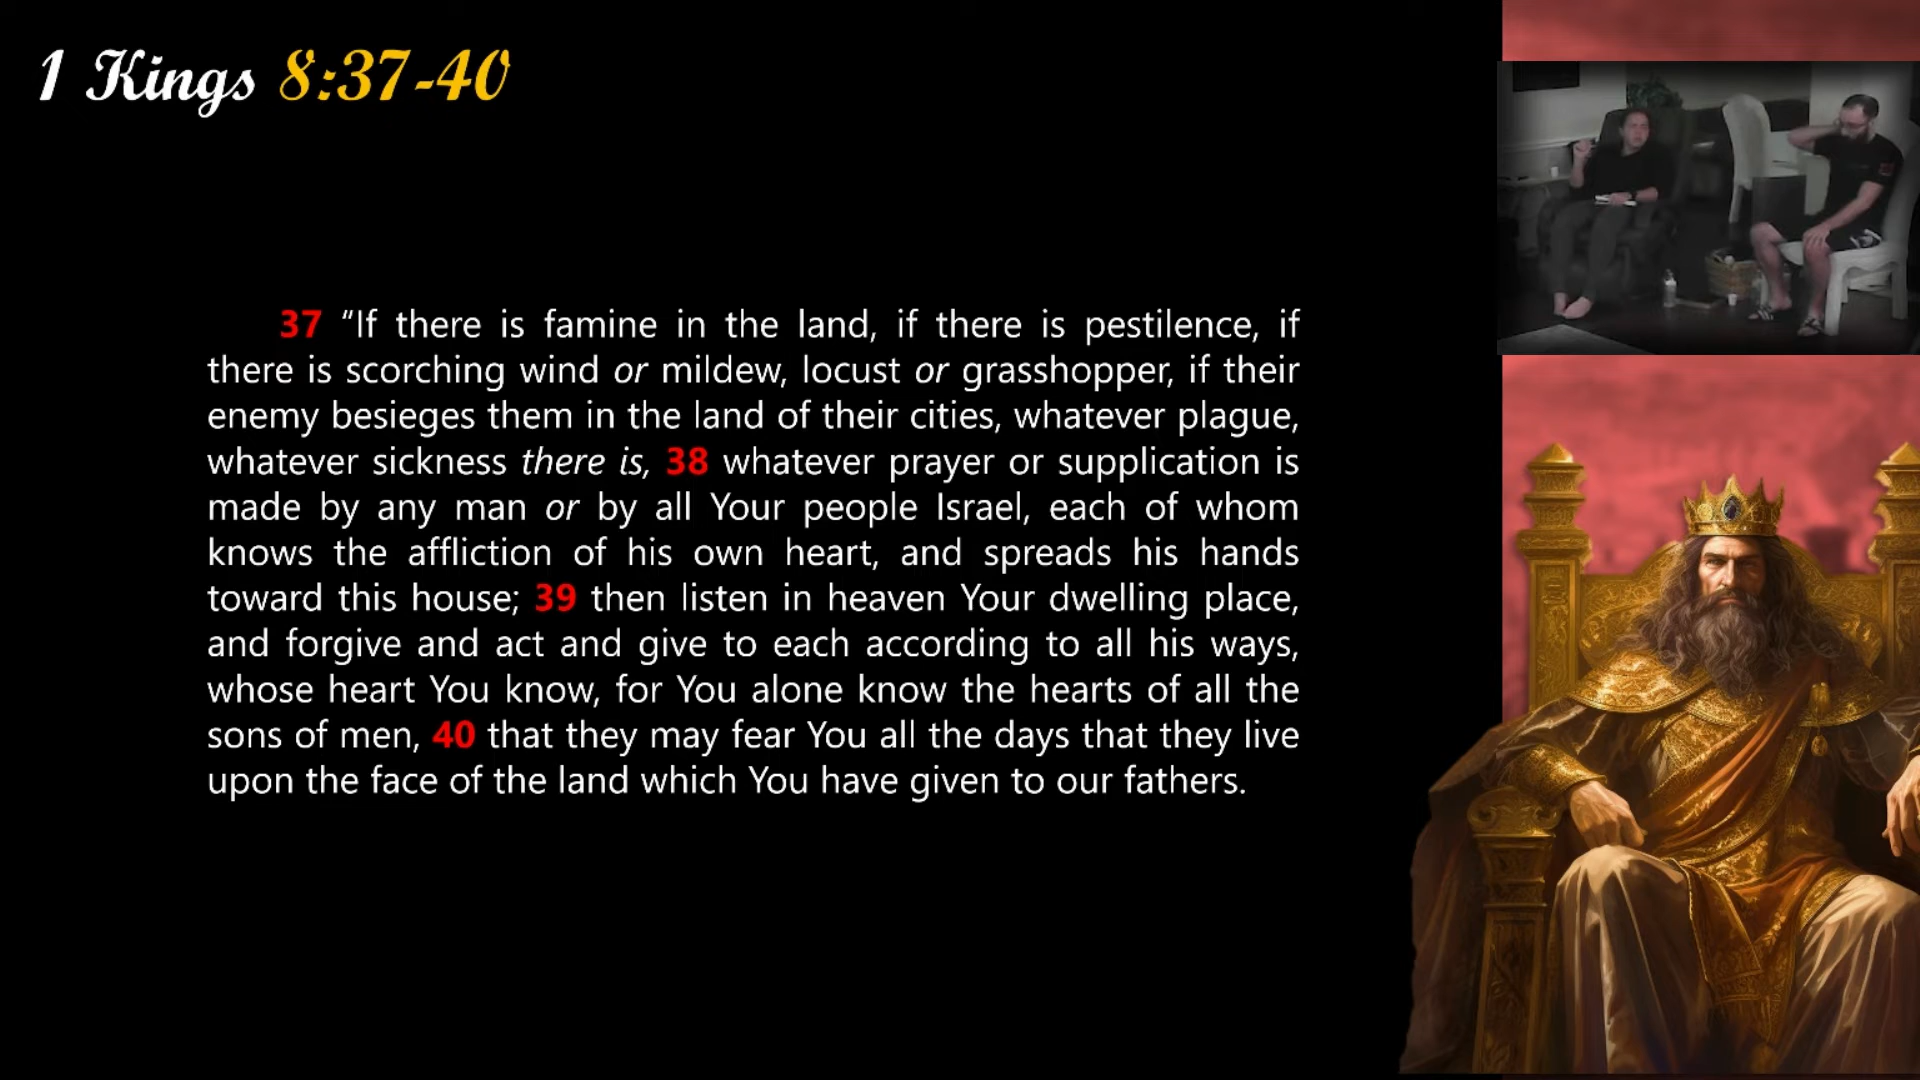 1 Kings 8:37-40
37 “If there is famine in the land, if there is pestilence, if
there is scorching wind or mildew, locust or grasshopper, if their
enemy besieges them in the land of their cities, whatever plague,
whatever sickness there is, 38 whatever prayer or supplication is
made by any man or by all Your people Israel, each of whom
knows the affliction of his own heart, and spreads his hands
toward this house; 39 then listen in heaven Your dwelling place,
and forgive and act and give to each according to all his ways,
whose heart You know, for You alone know the hearts of all the
sons of men, 40 that they may fear You all the days that they live
upon the face of the land which You have given to our fathers.